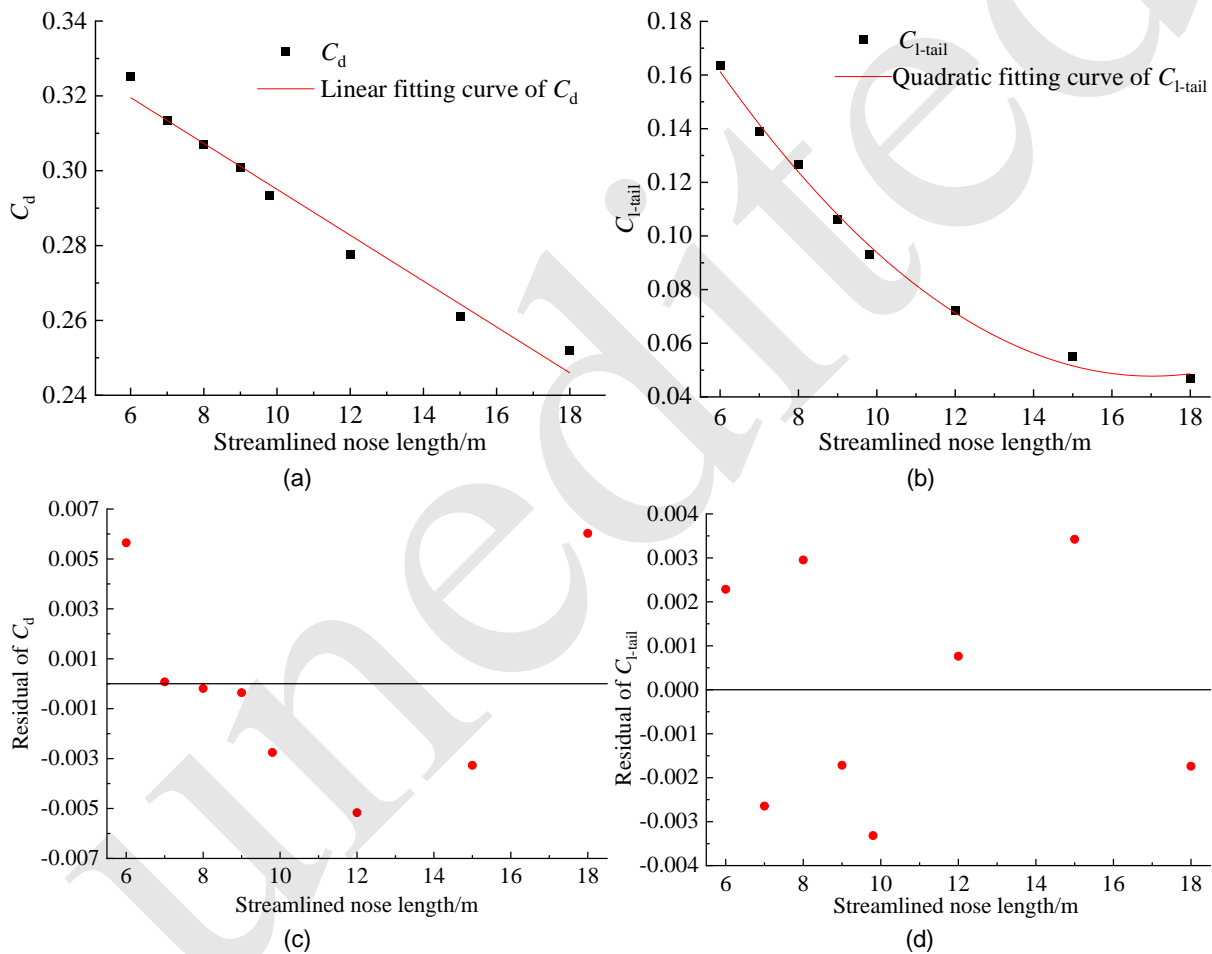 0.34
0.32
0.30
0.28
0.26
0.24
C_d
C_d
Linear fitting curve of C_d
6 8 10 12 14 16 18
Streamlined nose length/m
(a)
0.16
0.14
0.12
0.10
0.08
0.06
0.04
C_l-tail
C_l-tail
Quadratic fitting curve of C_l-tail
6 8 10 12 14 16 18
Streamlined nose length/m
(b)
0.007
0.005
0.003
0.001
-0.001
-0.003
-0.005
-0.007
Residual of C_d
6 8 10 12 14 16 18
Streamlined nose length/m
(c)
0.004
0.003
0.002
0.001
0.000
-0.001
-0.002
-0.003
-0.004
Residual of C_l-tail
6 8 10 12 14 16 18
Streamlined nose length/m
(d)
unedited